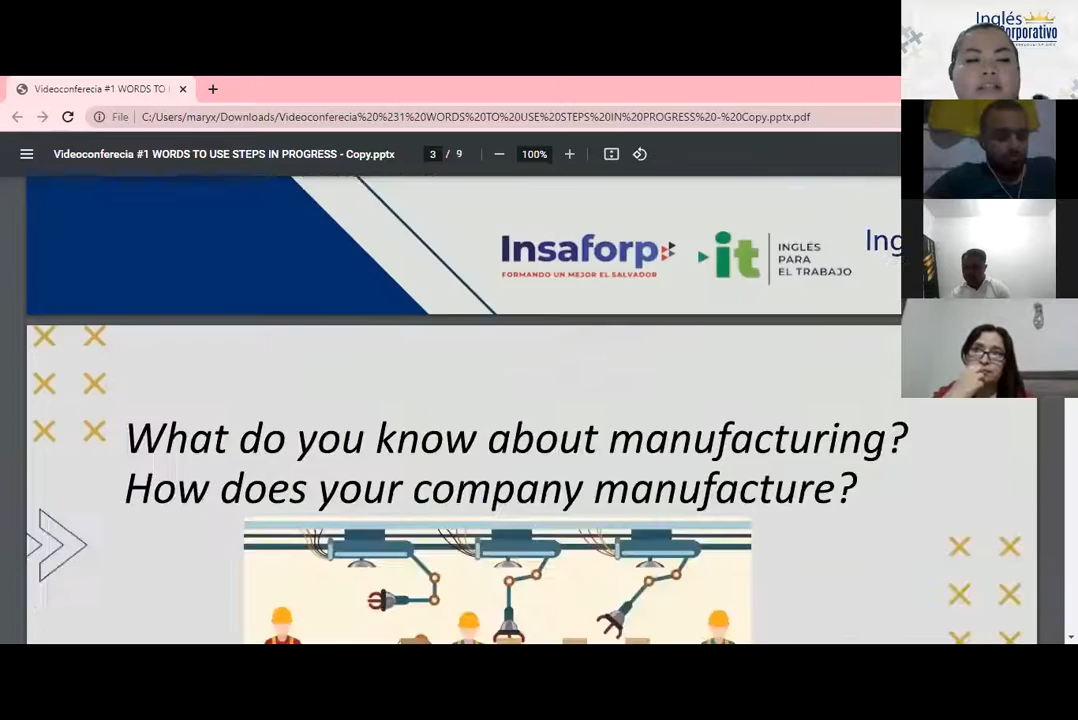 Inglés
Corporativo
Videoconferecia #1 WORDS TO
File
C:/Users/maryx/Downloads/Videoconferecia%20%231%20WORDS%20TO%20USE%20STEPS%20IN%20PROGRESS%20-%20Copy.pptx.pdf
Videoconferecia #1 WORDS TO USE STEPS IN PROGRESS - Copy.pptx
3 / 9
100%
Insaforp
FORMANDO UN MEJOR EL SALVADOR
it
INGLÉS
PARA
EL TRABAJO
Ing
What do you know about manufacturing?
How does your company manufacture?